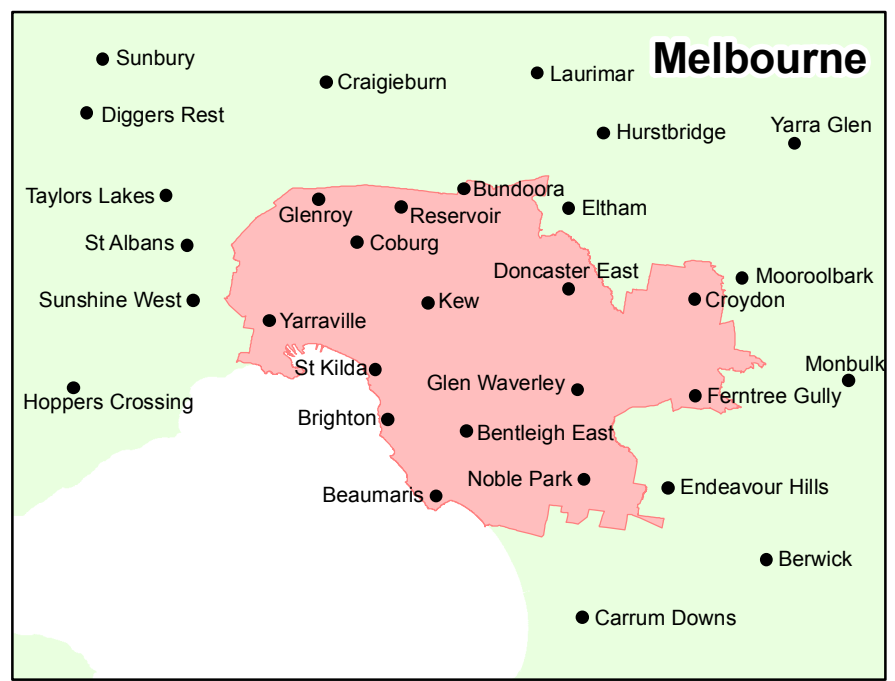 Melbourne
Sunbury
Craigieburn
Laurimar
Diggers Rest
Hurstbridge
Yarra Glen
Taylors Lakes
Bundoora
Glenroy
Reservoir
Eltham
St Albans
Coburg
Doncaster East
Mooroolbark
Sunshine West
Kew
Croydon
Yarraville
St Kilda
Monbulk
Glen Waverley
Hoppers Crossing
Ferntree Gully
Brighton
Bentleigh East
Noble Park
Endeavour Hills
Beaumaris
Berwick
Carrum Downs